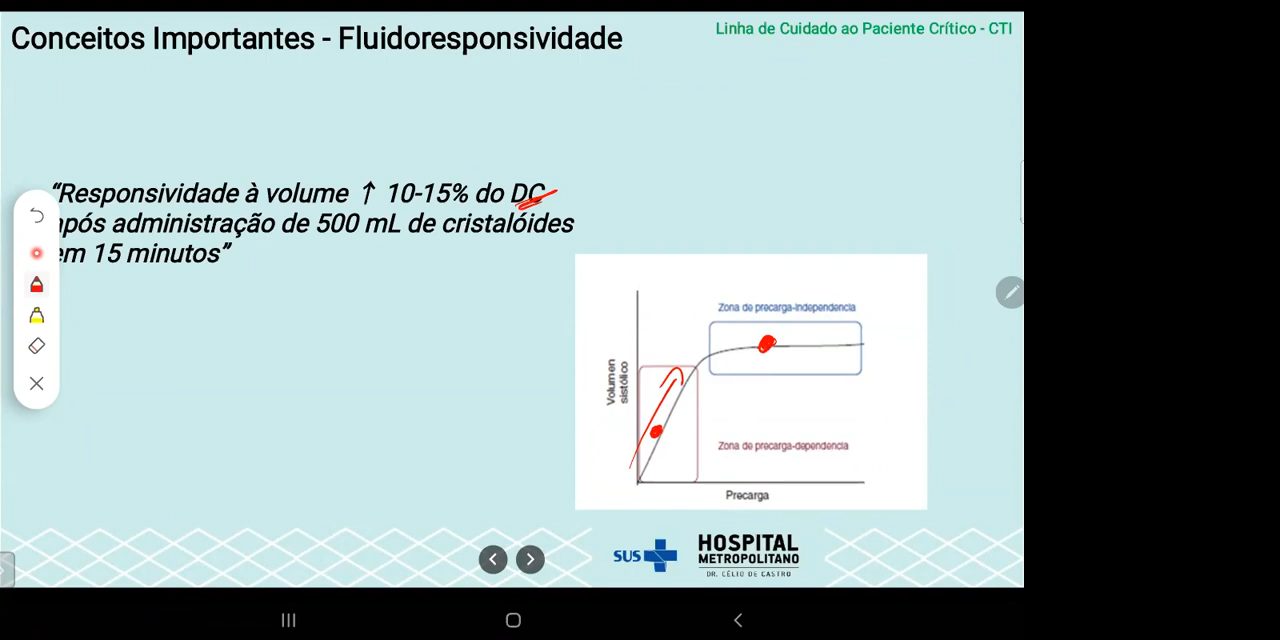 Conceitos Importantes - Fluidoresponsividade
Linha de Cuidado ao Paciente Crítico - CTI
“Responsividade à volume ↑ 10-15% do DC
após administração de 500 mL de cristalóides
em 15 minutos”
Zona de precarga-independencia
Volumen
sistólico
Zona de precarga-dependencia
Precarga
SUS
HOSPITAL
METROPOLITANO
DR. CÉLIO DE CASTRO